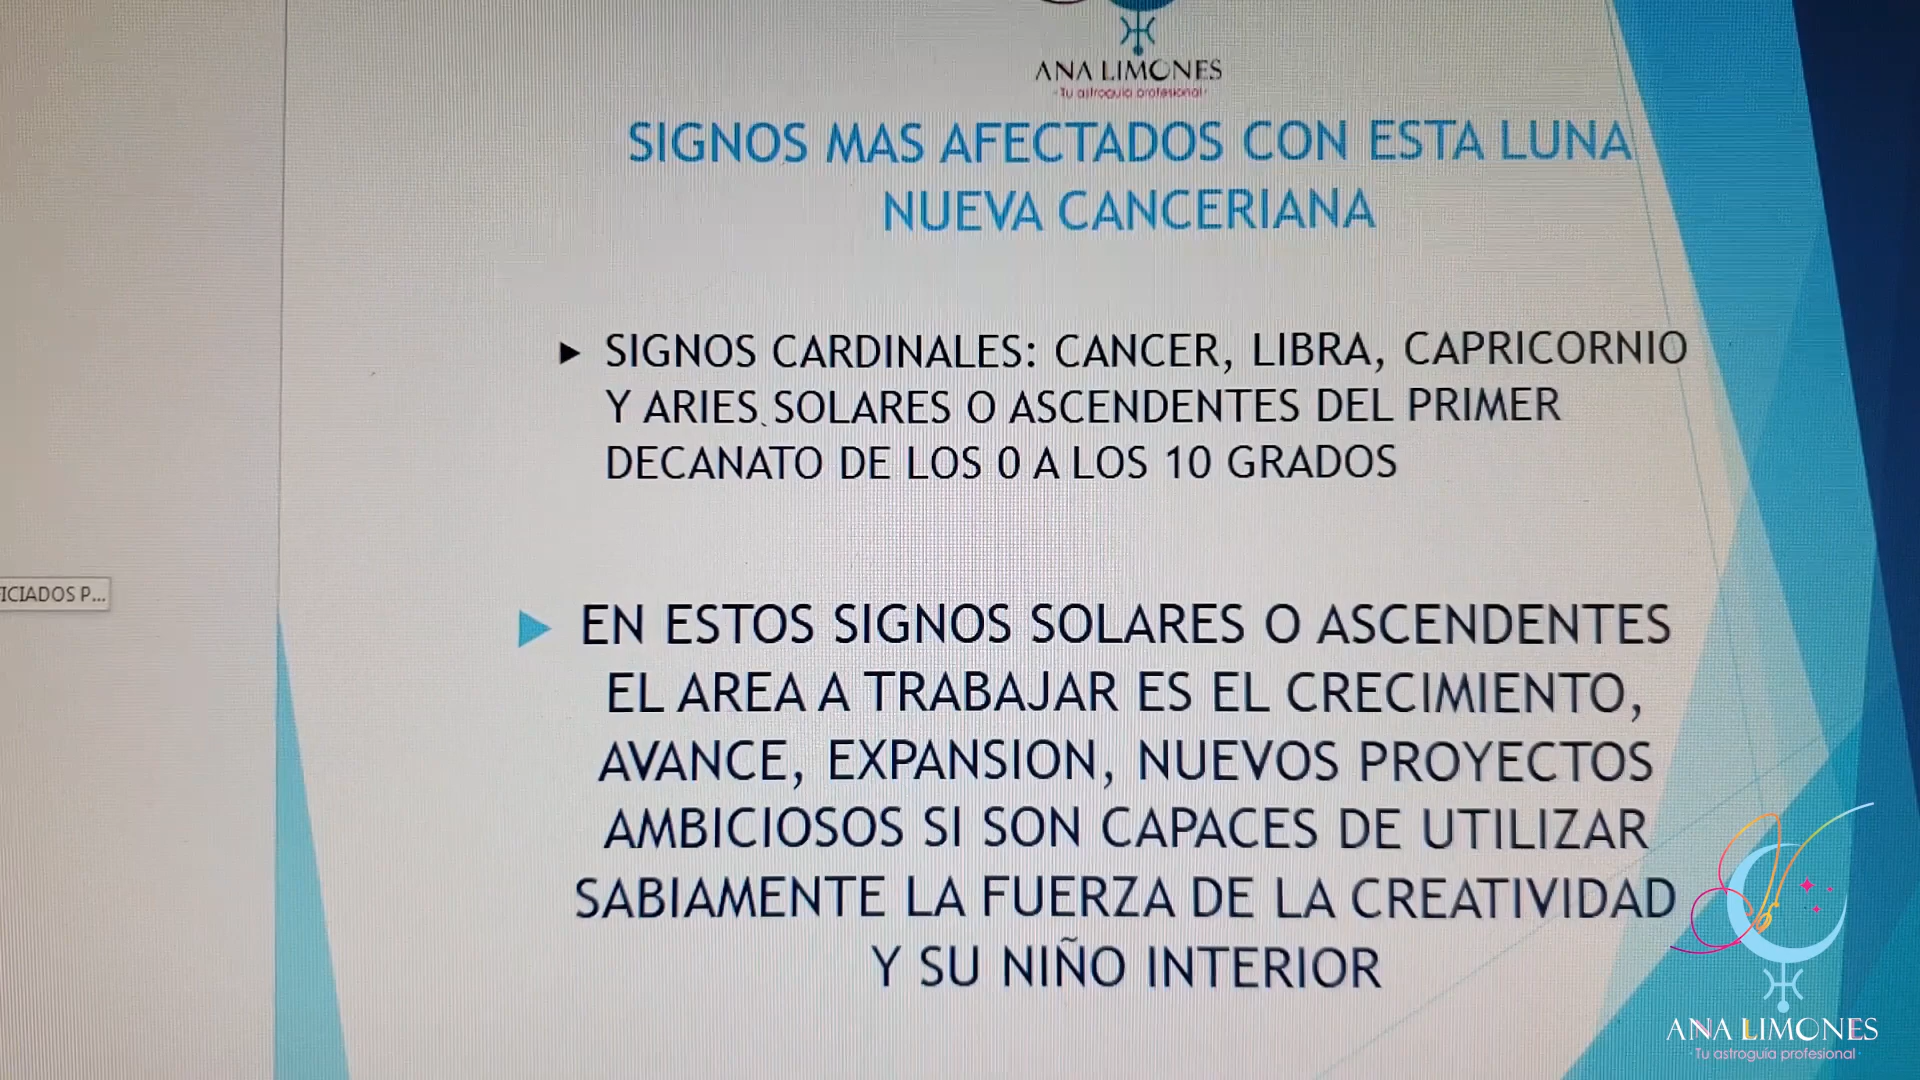 ANA LIMONES
· Tu astroguía profesional ·
SIGNOS MAS AFECTADOS CON ESTA LUNA
NUEVA CANCERIANA
SIGNOS CARDINALES: CANCER, LIBRA, CAPRICORNIO
Y ARIES SOLARES O ASCENDENTES DEL PRIMER
DECANATO DE LOS 0 A LOS 10 GRADOS
ICIADOS P...
EN ESTOS SIGNOS SOLARES O ASCENDENTES
EL AREA A TRABAJAR ES EL CRECIMIENTO,
AVANCE, EXPANSION, NUEVOS PROYECTOS
AMBICIOSOS SI SON CAPACES DE UTILIZAR
SABIAMENTE LA FUERZA DE LA CREATIVIDAD
Y SU NIÑO INTERIOR
ANA LIMONES
· Tu astroguía profesional ·